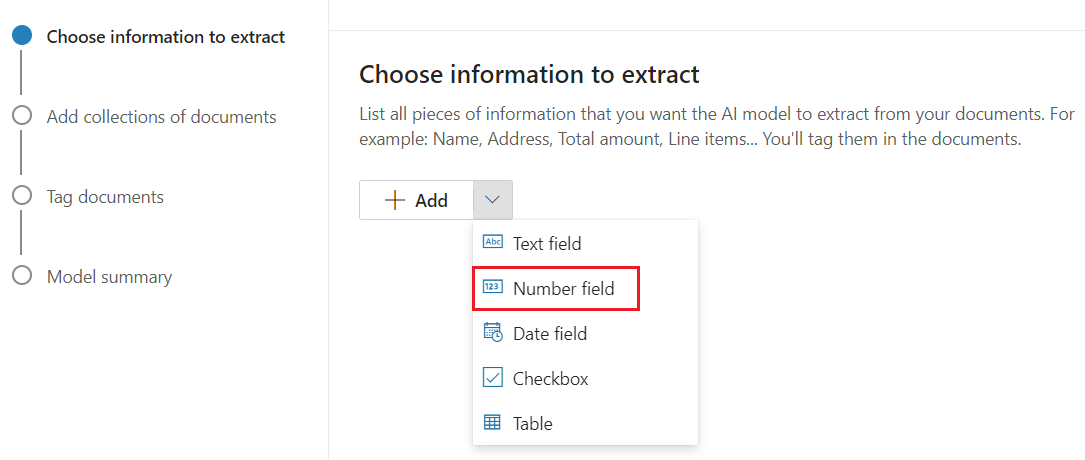 Choose information to extract
Add collections of documents
Tag documents
Model summary
Choose information to extract
List all pieces of information that you want the AI model to extract from your documents. For
example: Name, Address, Total amount, Line items... You'll tag them in the documents.
Add
Abc Text field
123 Number field
Date field
Checkbox
Table